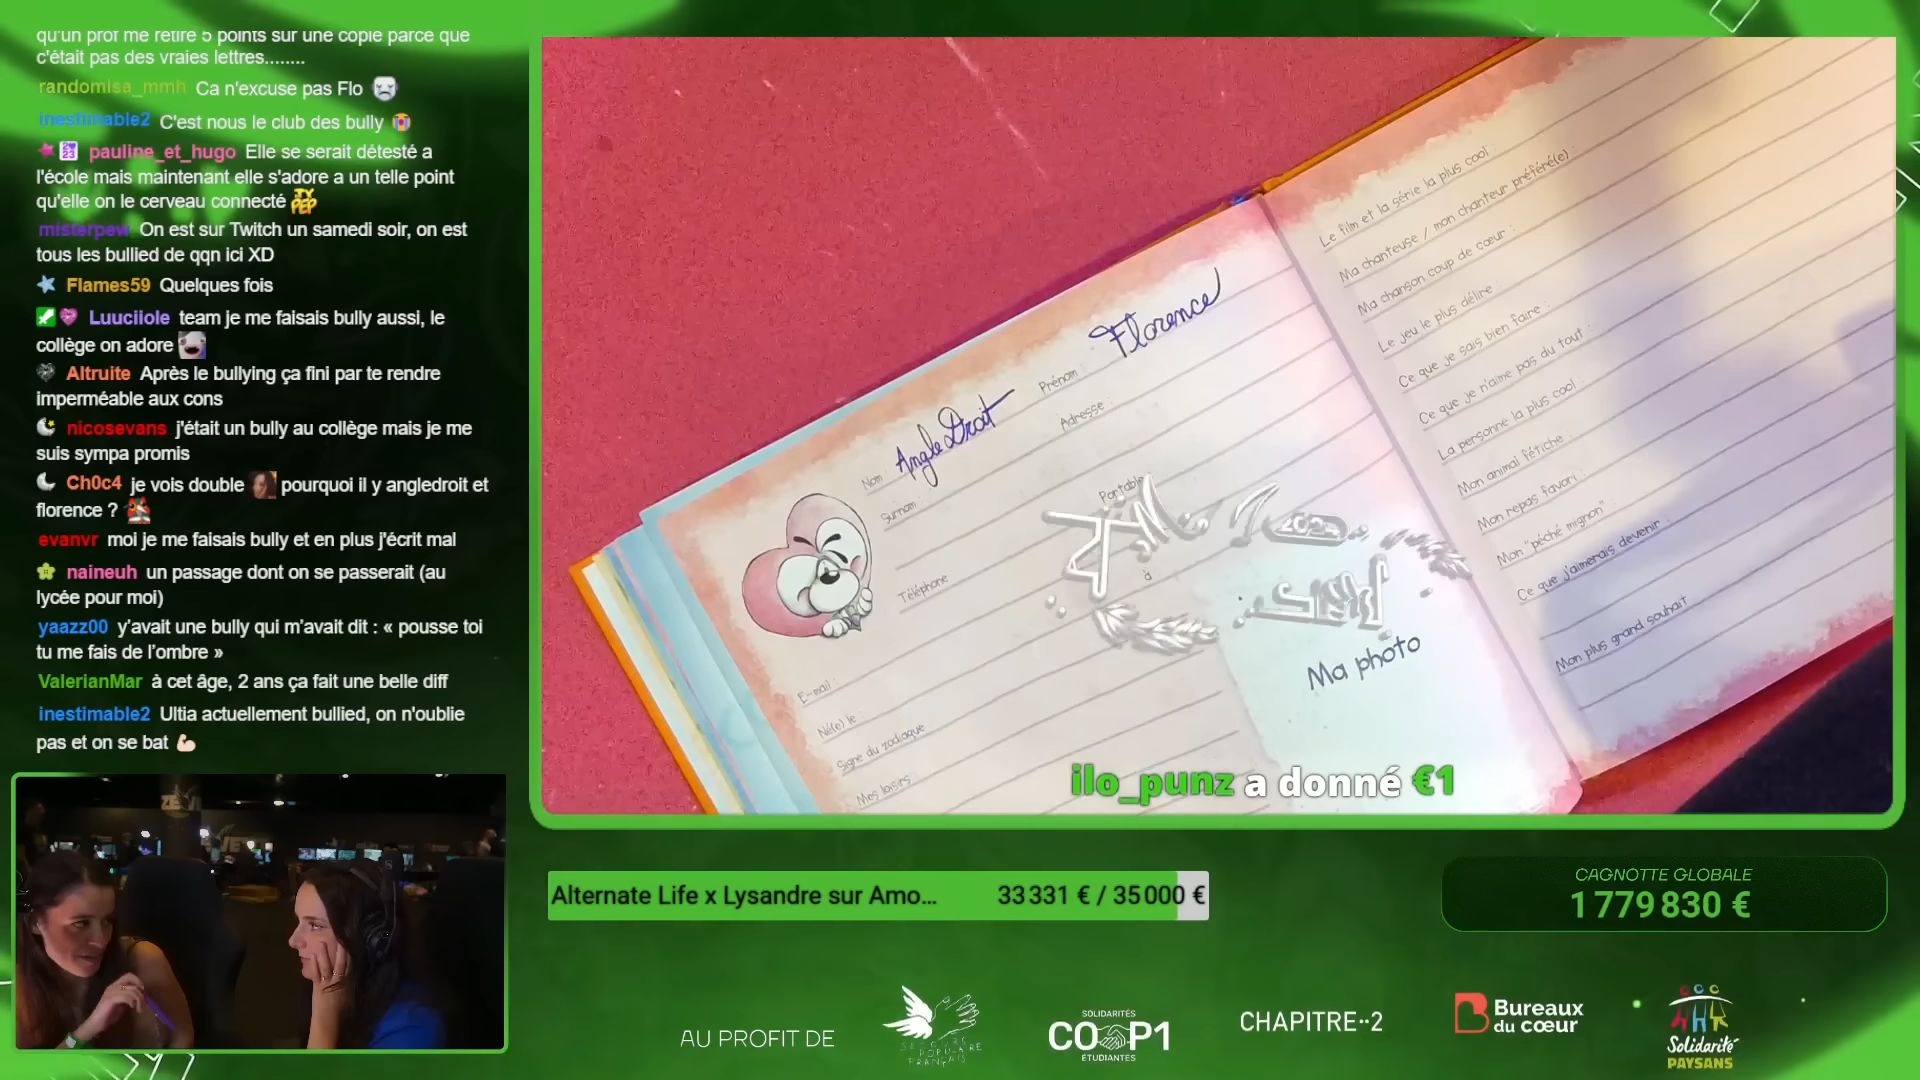 qu'un prof me retire 5 points sur une copie parce que
c'était pas des vraies lettres........
randomisa_mmh Ca n'excuse pas Flo
inestimable2 C'est nous le club des bully
pauline_et_hugo Elle se serait détesté a
l'école mais maintenant elle s'adore a un telle point
qu'elle on le cerveau connecté
misterpew On est sur Twitch un samedi soir, on est
tous les bullied de qqn ici XD
Flames59 Quelques fois
Luuciiole team je me faisais bully aussi, le
collège on adore
Altruite Après le bullying ça fini par te rendre
imperméable aux cons
nicosevans j'était un bully au collège mais je me
suis sympa promis
Ch0c4 je vois double pourquoi il y angledroit et
florence ?
evanvr moi je me faisais bully et en plus j'écrit mal
naineuh un passage dont on se passerait (au
lycée pour moi)
yaazz00 y'avait une bully qui m'avait dit : « pousse toi
tu me fais de l'ombre »
ValerianMar à cet âge, 2 ans ça fait une belle diff
inestimable2 Ultia actuellement bullied, on n'oublie
pas et on se bat
Nom : Angle Droit Prénom : Florence
Surnom Adresse :
Portable
Téléphone
à
E-mail :
Né(e) le :
Signe du zodiaque
Mes loisirs
Ma photo
Le film et la série la plus cool :
Ma chanteuse / mon chanteur préféré(e) :
Ma chanson coup de cœur :
Le jeu le plus délire :
Ce que je sais bien faire :
Ce que je n'aime pas du tout :
La personne la plus cool :
Mon animal fétiche :
Mon repas favori :
Mon "péché mignon" :
Ce que j'aimerais devenir :
Mon plus grand souhait
ilo_punz a donné €1
Alternate Life x Lysandre sur Amo... 33 331 € / 35 000 €
CAGNOTTE GLOBALE
1 779 830 €
AU PROFIT DE
SECOURS
POPULAIRE
FRANÇAIS
SOLIDARITÉS
CO P1
ÉTUDIANTES
CHAPITRE··2
Bureaux
du cœur
Solidarité
PAYSANS